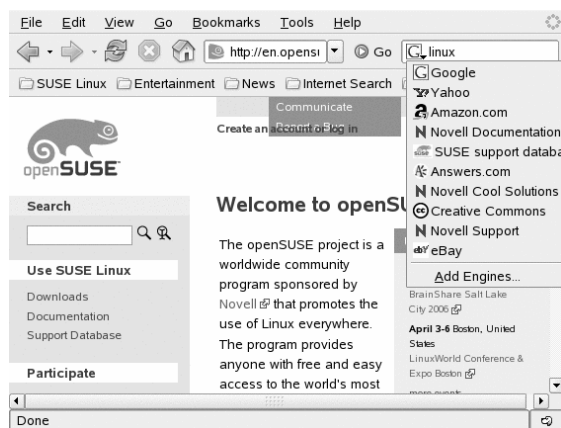 File Edit View Go Bookmarks Tools Help
http://en.opensu Go linux
SUSE Linux Entertainment News Internet Search
Google
Yahoo
Amazon.com
Novell Documentation
SUSE support databa
Answers.com
Novell Cool Solutions
Creative Commons
Novell Support
eBay
Add Engines...
Communicate
Create an account or log in
openSUSE
Search
Use SUSE Linux
Downloads
Documentation
Support Database
Participate
Welcome to openSU
The openSUSE project is a
worldwide community
program sponsored by
Novell that promotes the
use of Linux everywhere.
The program provides
anyone with free and easy
access to the world's most
BrainShare Salt Lake
City 2006
April 3-6 Boston, United
States
LinuxWorld Conference &
Expo Boston
more events
Done